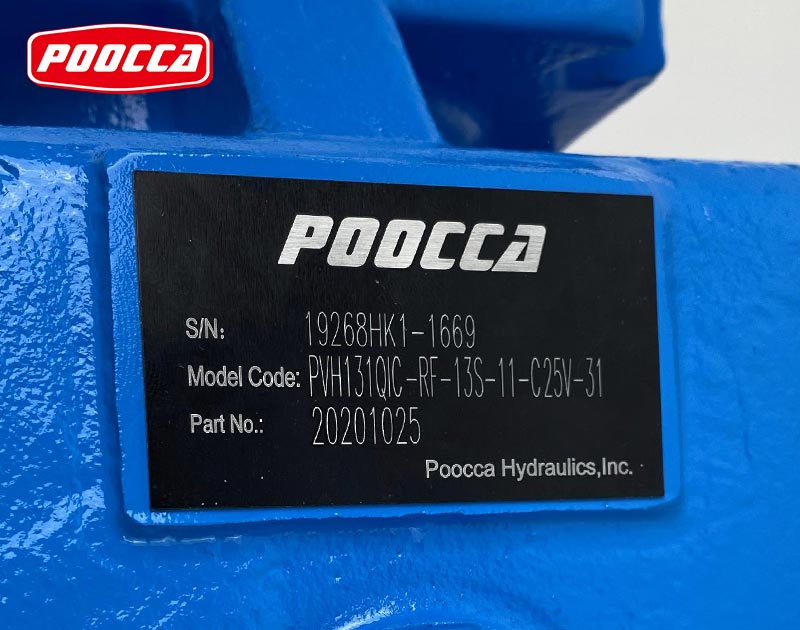 POOCCA
POOCCA
S/N: 19268HK1-1669
Model Code: PVH131QIC-RF-13S-11-C25V-31
Part No.: 20201025
Poocca Hydraulics,Inc.